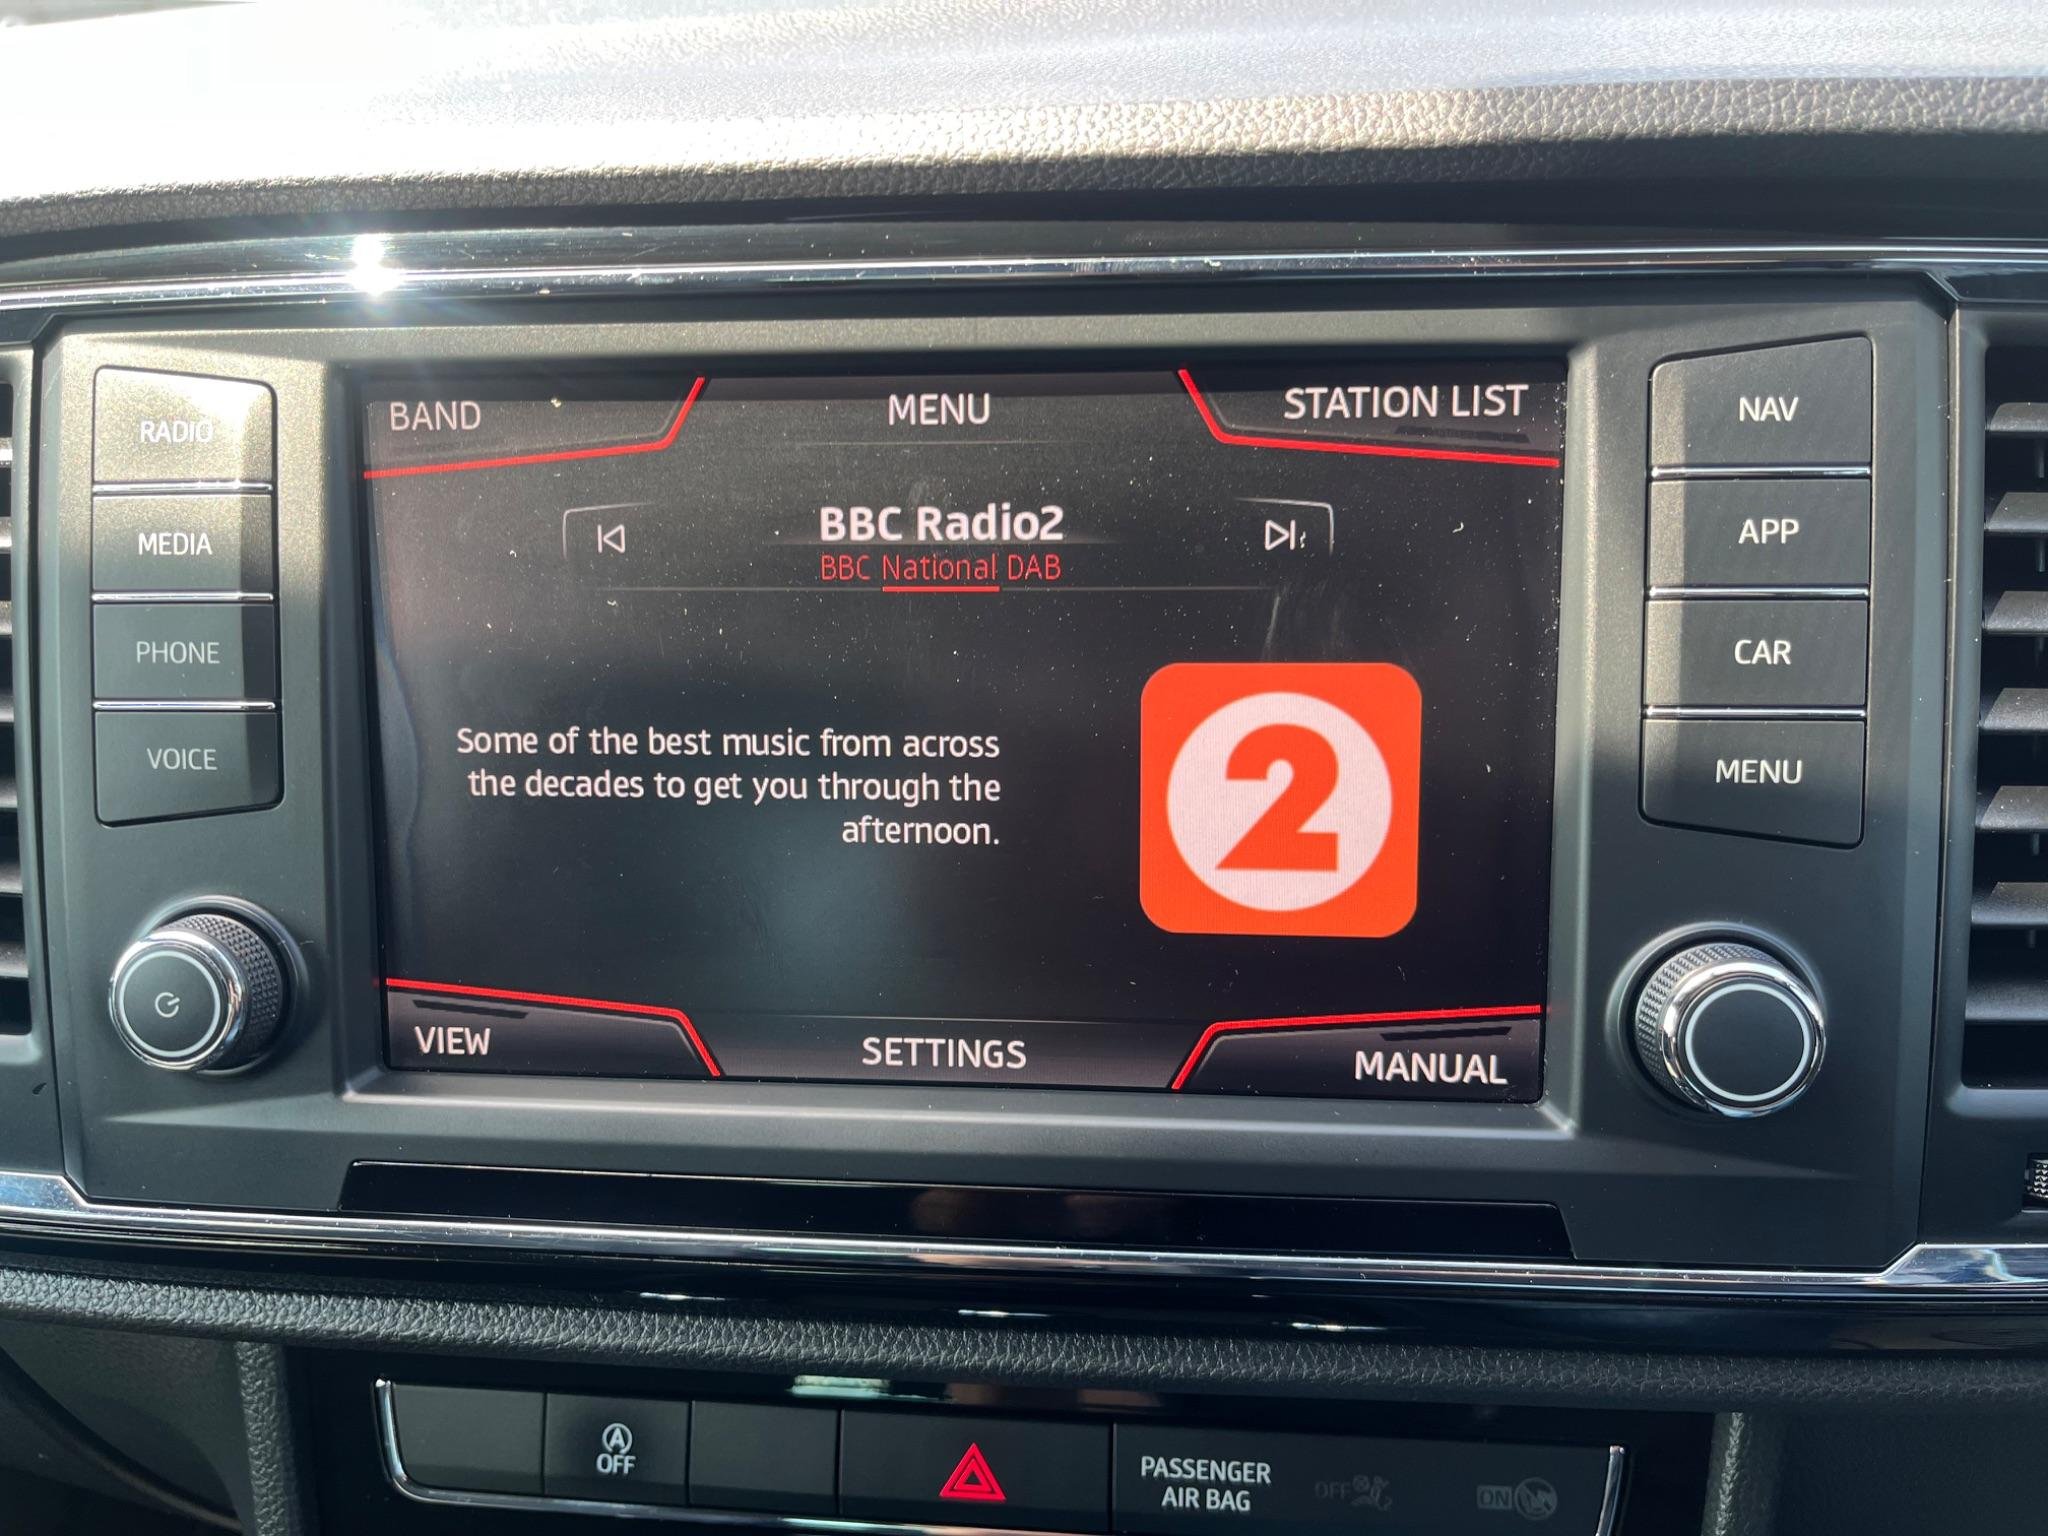 BAND
MENU
STATION LIST
BBC Radio2
BBC National DAB
Some of the best music from across
the decades to get you through the
afternoon.
2
VIEW
SETTINGS
MANUAL
RADIO
MEDIA
PHONE
VOICE
NAV
APP
CAR
MENU
A
OFF
PASSENGER
AIR BAG
OFF
ON